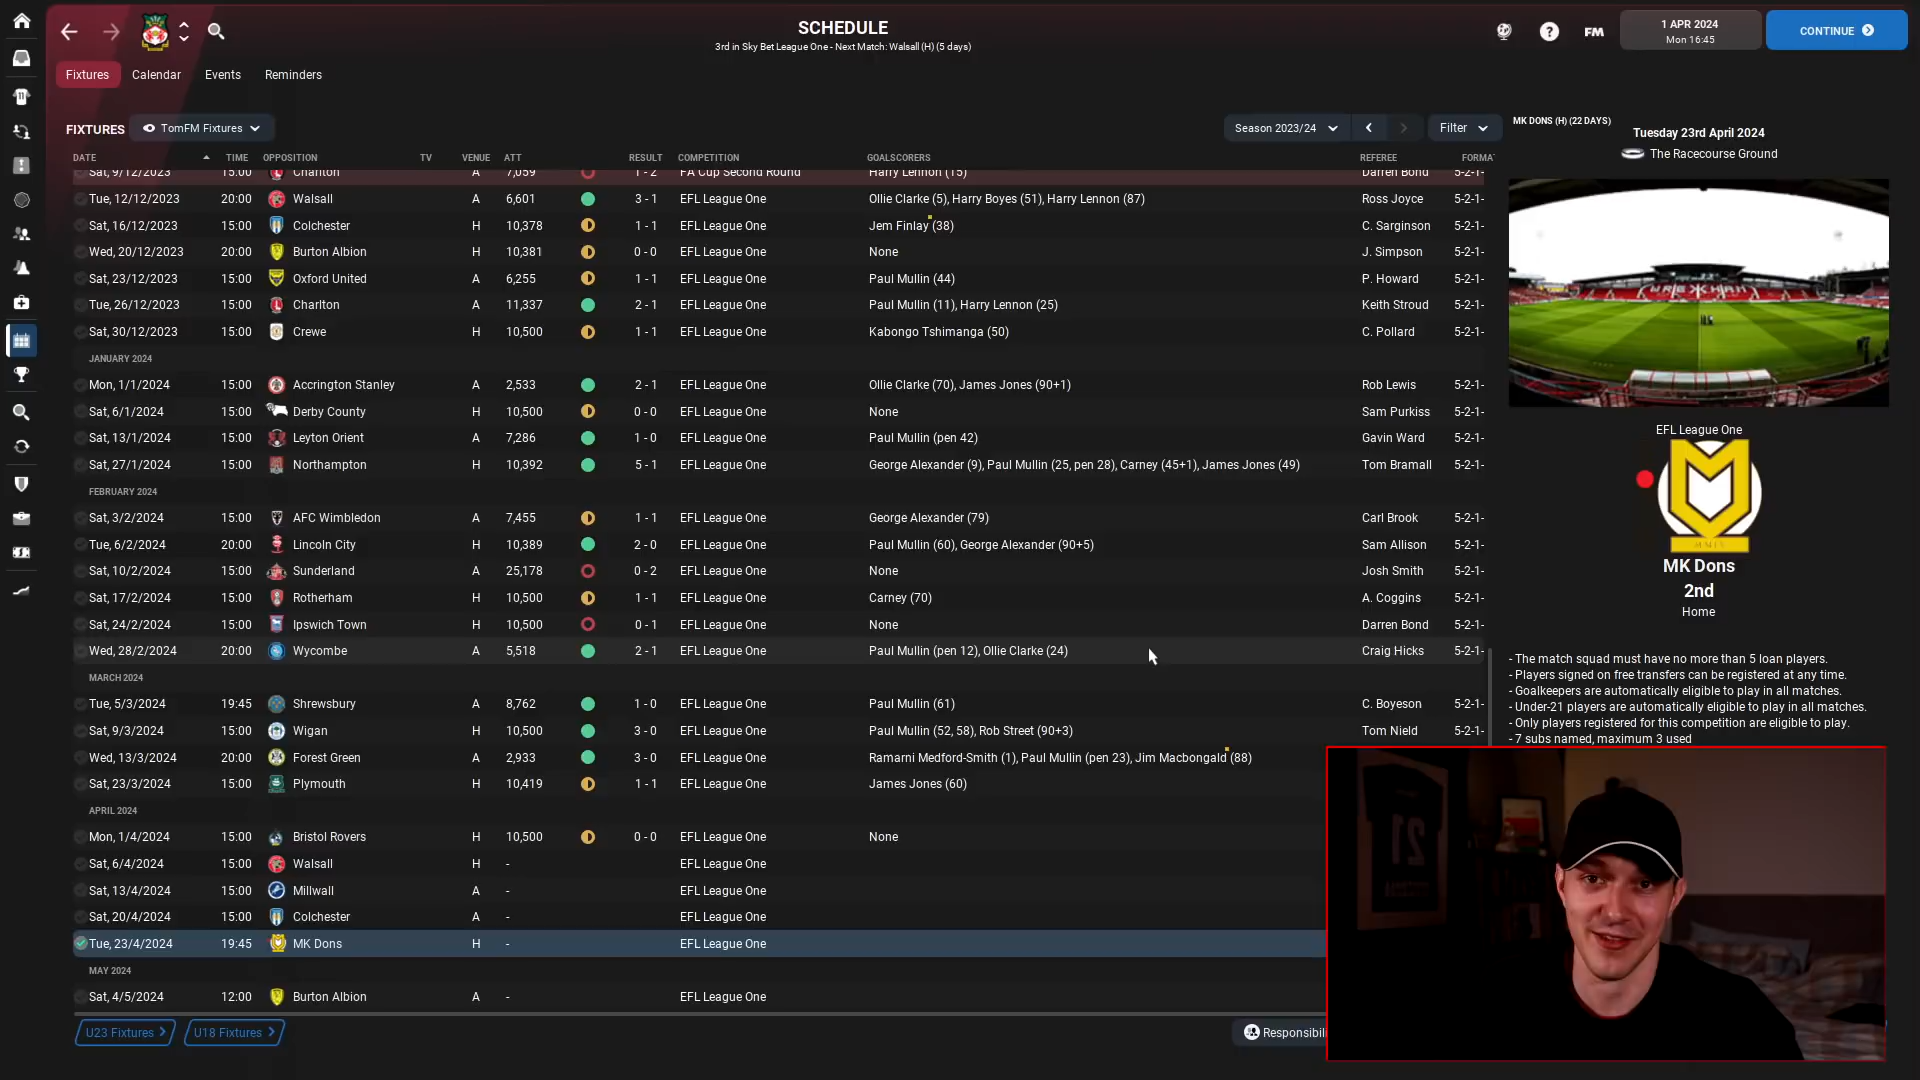 SCHEDULE
3rd in Sky Bet League One - Next Match: Walsall (H) (5 days)
FM
1 APR 2024
Mon 16:45
CONTINUE
Fixtures Calendar Events Reminders
FIXTURES TomFM Fixtures
Season 2023/24 Filter
DATE TIME OPPOSITION TV VENUE ATT RESULT COMPETITION GOALSCORERS REFEREE FORMAT
Sat, 9/12/2023 15:00 Charlton A 7,059 1 - 2 FA Cup Second Round Harry Lennon (15) Darren Bond 5-2-1-
Tue, 12/12/2023 20:00 Walsall A 6,601 3 - 1 EFL League One Ollie Clarke (5), Harry Boyes (51), Harry Lennon (87) Ross Joyce 5-2-1-
Sat, 16/12/2023 15:00 Colchester H 10,378 1 - 1 EFL League One Jem Finlay (38) C. Sarginson 5-2-1-
Wed, 20/12/2023 20:00 Burton Albion H 10,381 0 - 0 EFL League One None J. Simpson 5-2-1-
Sat, 23/12/2023 15:00 Oxford United A 6,255 1 - 1 EFL League One Paul Mullin (44) P. Howard 5-2-1-
Tue, 26/12/2023 15:00 Charlton A 11,337 2 - 1 EFL League One Paul Mullin (11), Harry Lennon (25) Keith Stroud 5-2-1-
Sat, 30/12/2023 15:00 Crewe H 10,500 1 - 1 EFL League One Kabongo Tshimanga (50) C. Pollard 5-2-1-
JANUARY 2024
Mon, 1/1/2024 15:00 Accrington Stanley A 2,533 2 - 1 EFL League One Ollie Clarke (70), James Jones (90+1) Rob Lewis 5-2-1-
Sat, 6/1/2024 15:00 Derby County H 10,500 0 - 0 EFL League One None Sam Purkiss 5-2-1-
Sat, 13/1/2024 15:00 Leyton Orient A 7,286 1 - 0 EFL League One Paul Mullin (pen 42) Gavin Ward 5-2-1-
Sat, 27/1/2024 15:00 Northampton H 10,392 5 - 1 EFL League One George Alexander (9), Paul Mullin (25, pen 28), Carney (45+1), James Jones (49) Tom Bramall 5-2-1-
FEBRUARY 2024
Sat, 3/2/2024 15:00 AFC Wimbledon A 7,455 1 - 1 EFL League One George Alexander (79) Carl Brook 5-2-1-
Tue, 6/2/2024 20:00 Lincoln City H 10,389 2 - 0 EFL League One Paul Mullin (60), George Alexander (90+5) Sam Allison 5-2-1-
Sat, 10/2/2024 15:00 Sunderland A 25,178 0 - 2 EFL League One None Josh Smith 5-2-1-
Sat, 17/2/2024 15:00 Rotherham H 10,500 1 - 1 EFL League One Carney (70) A. Coggins 5-2-1-
Sat, 24/2/2024 15:00 Ipswich Town H 10,500 0 - 1 EFL League One None Darren Bond 5-2-1-
Wed, 28/2/2024 20:00 Wycombe A 5,518 2 - 1 EFL League One Paul Mullin (pen 12), Ollie Clarke (24) Craig Hicks 5-2-1-
MARCH 2024
Tue, 5/3/2024 19:45 Shrewsbury A 8,762 1 - 0 EFL League One Paul Mullin (61) C. Boyeson 5-2-1-
Sat, 9/3/2024 15:00 Wigan H 10,500 3 - 0 EFL League One Paul Mullin (52, 58), Rob Street (90+3) Tom Nield 5-2-1-
Wed, 13/3/2024 20:00 Forest Green A 2,933 3 - 0 EFL League One Ramarni Medford-Smith (1), Paul Mullin (pen 23), Jim Macbongald (88)
Sat, 23/3/2024 15:00 Plymouth H 10,419 1 - 1 EFL League One James Jones (60)
APRIL 2024
Mon, 1/4/2024 15:00 Bristol Rovers H 10,500 0 - 0 EFL League One None
Sat, 6/4/2024 15:00 Walsall H - EFL League One
Sat, 13/4/2024 15:00 Millwall A - EFL League One
Sat, 20/4/2024 15:00 Colchester A - EFL League One
Tue, 23/4/2024 19:45 MK Dons H - EFL League One
MAY 2024
Sat, 4/5/2024 12:00 Burton Albion A - EFL League One
U23 Fixtures U18 Fixtures
Responsibili
MK DONS (H) (22 DAYS)
Tuesday 23rd April 2024
The Racecourse Ground
WREXHAM
EFL League One
MK Dons
2nd
Home
- The match squad must have no more than 5 loan players.
- Players signed on free transfers can be registered at any time.
- Goalkeepers are automatically eligible to play in all matches.
- Under-21 players are automatically eligible to play in all matches.
- Only players registered for this competition are eligible to play.
- 7 subs named, maximum 3 used
21